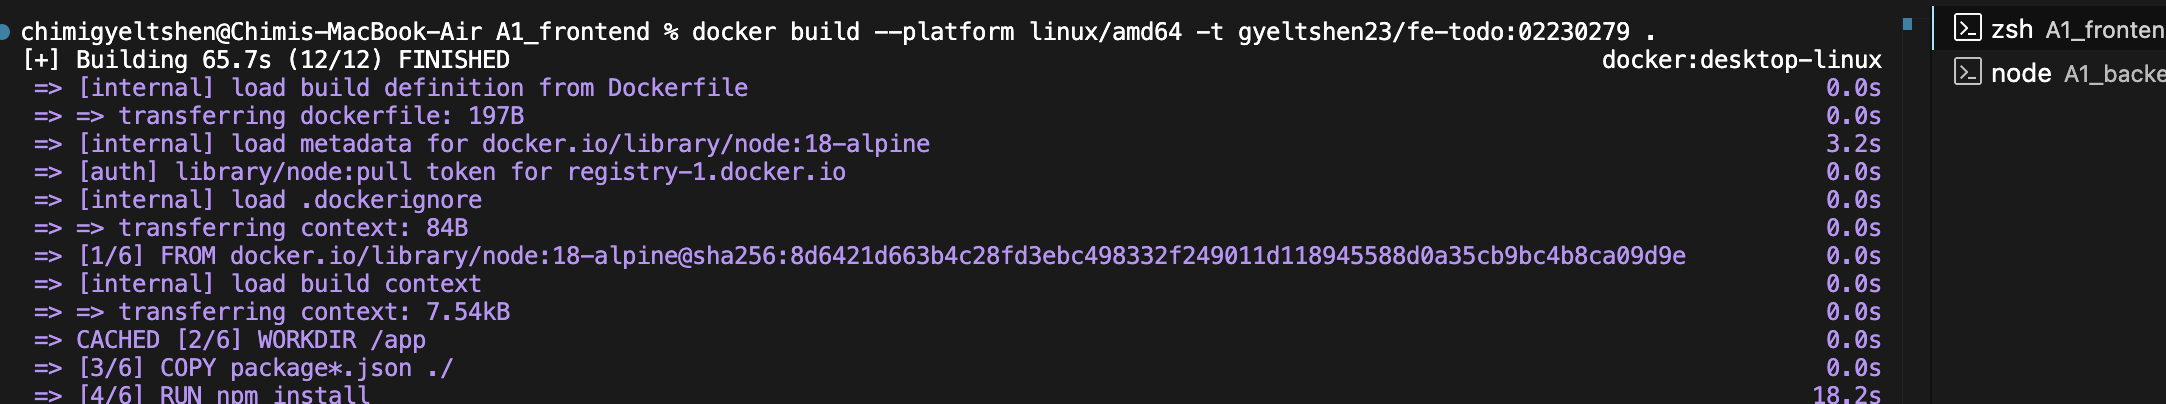 chimigyeltshen@Chimis-MacBook-Air A1_frontend % docker build --platform linux/amd64 -t gyeltshen23/fe-todo:02230279 .
[+] Building 65.7s (12/12) FINISHED docker:desktop-linux
=> [internal] load build definition from Dockerfile 0.0s
=> => transferring dockerfile: 197B 0.0s
=> [internal] load metadata for docker.io/library/node:18-alpine 3.2s
=> [auth] library/node:pull token for registry-1.docker.io 0.0s
=> [internal] load .dockerignore 0.0s
=> => transferring context: 84B 0.0s
=> [1/6] FROM docker.io/library/node:18-alpine@sha256:8d6421d663b4c28fd3ebc498332f249011d118945588d0a35cb9bc4b8ca09d9e 0.0s
=> [internal] load build context 0.0s
=> => transferring context: 7.54kB 0.0s
=> CACHED [2/6] WORKDIR /app 0.0s
=> [3/6] COPY package*.json ./ 0.0s
=> [4/6] RUN npm install 18.2s
zsh A1_fronten
node A1_backe